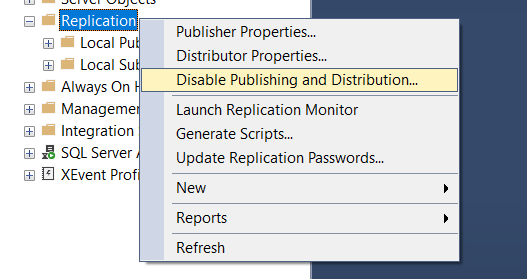 Server Objects
Replication
Publisher Properties...
Local Pub
Distributor Properties...
Local Sub
Disable Publishing and Distribution...
Always On H
Launch Replication Monitor
Managemen
Generate Scripts...
Integration
Update Replication Passwords...
SQL Server A
XEvent Profi
New
Reports
Refresh